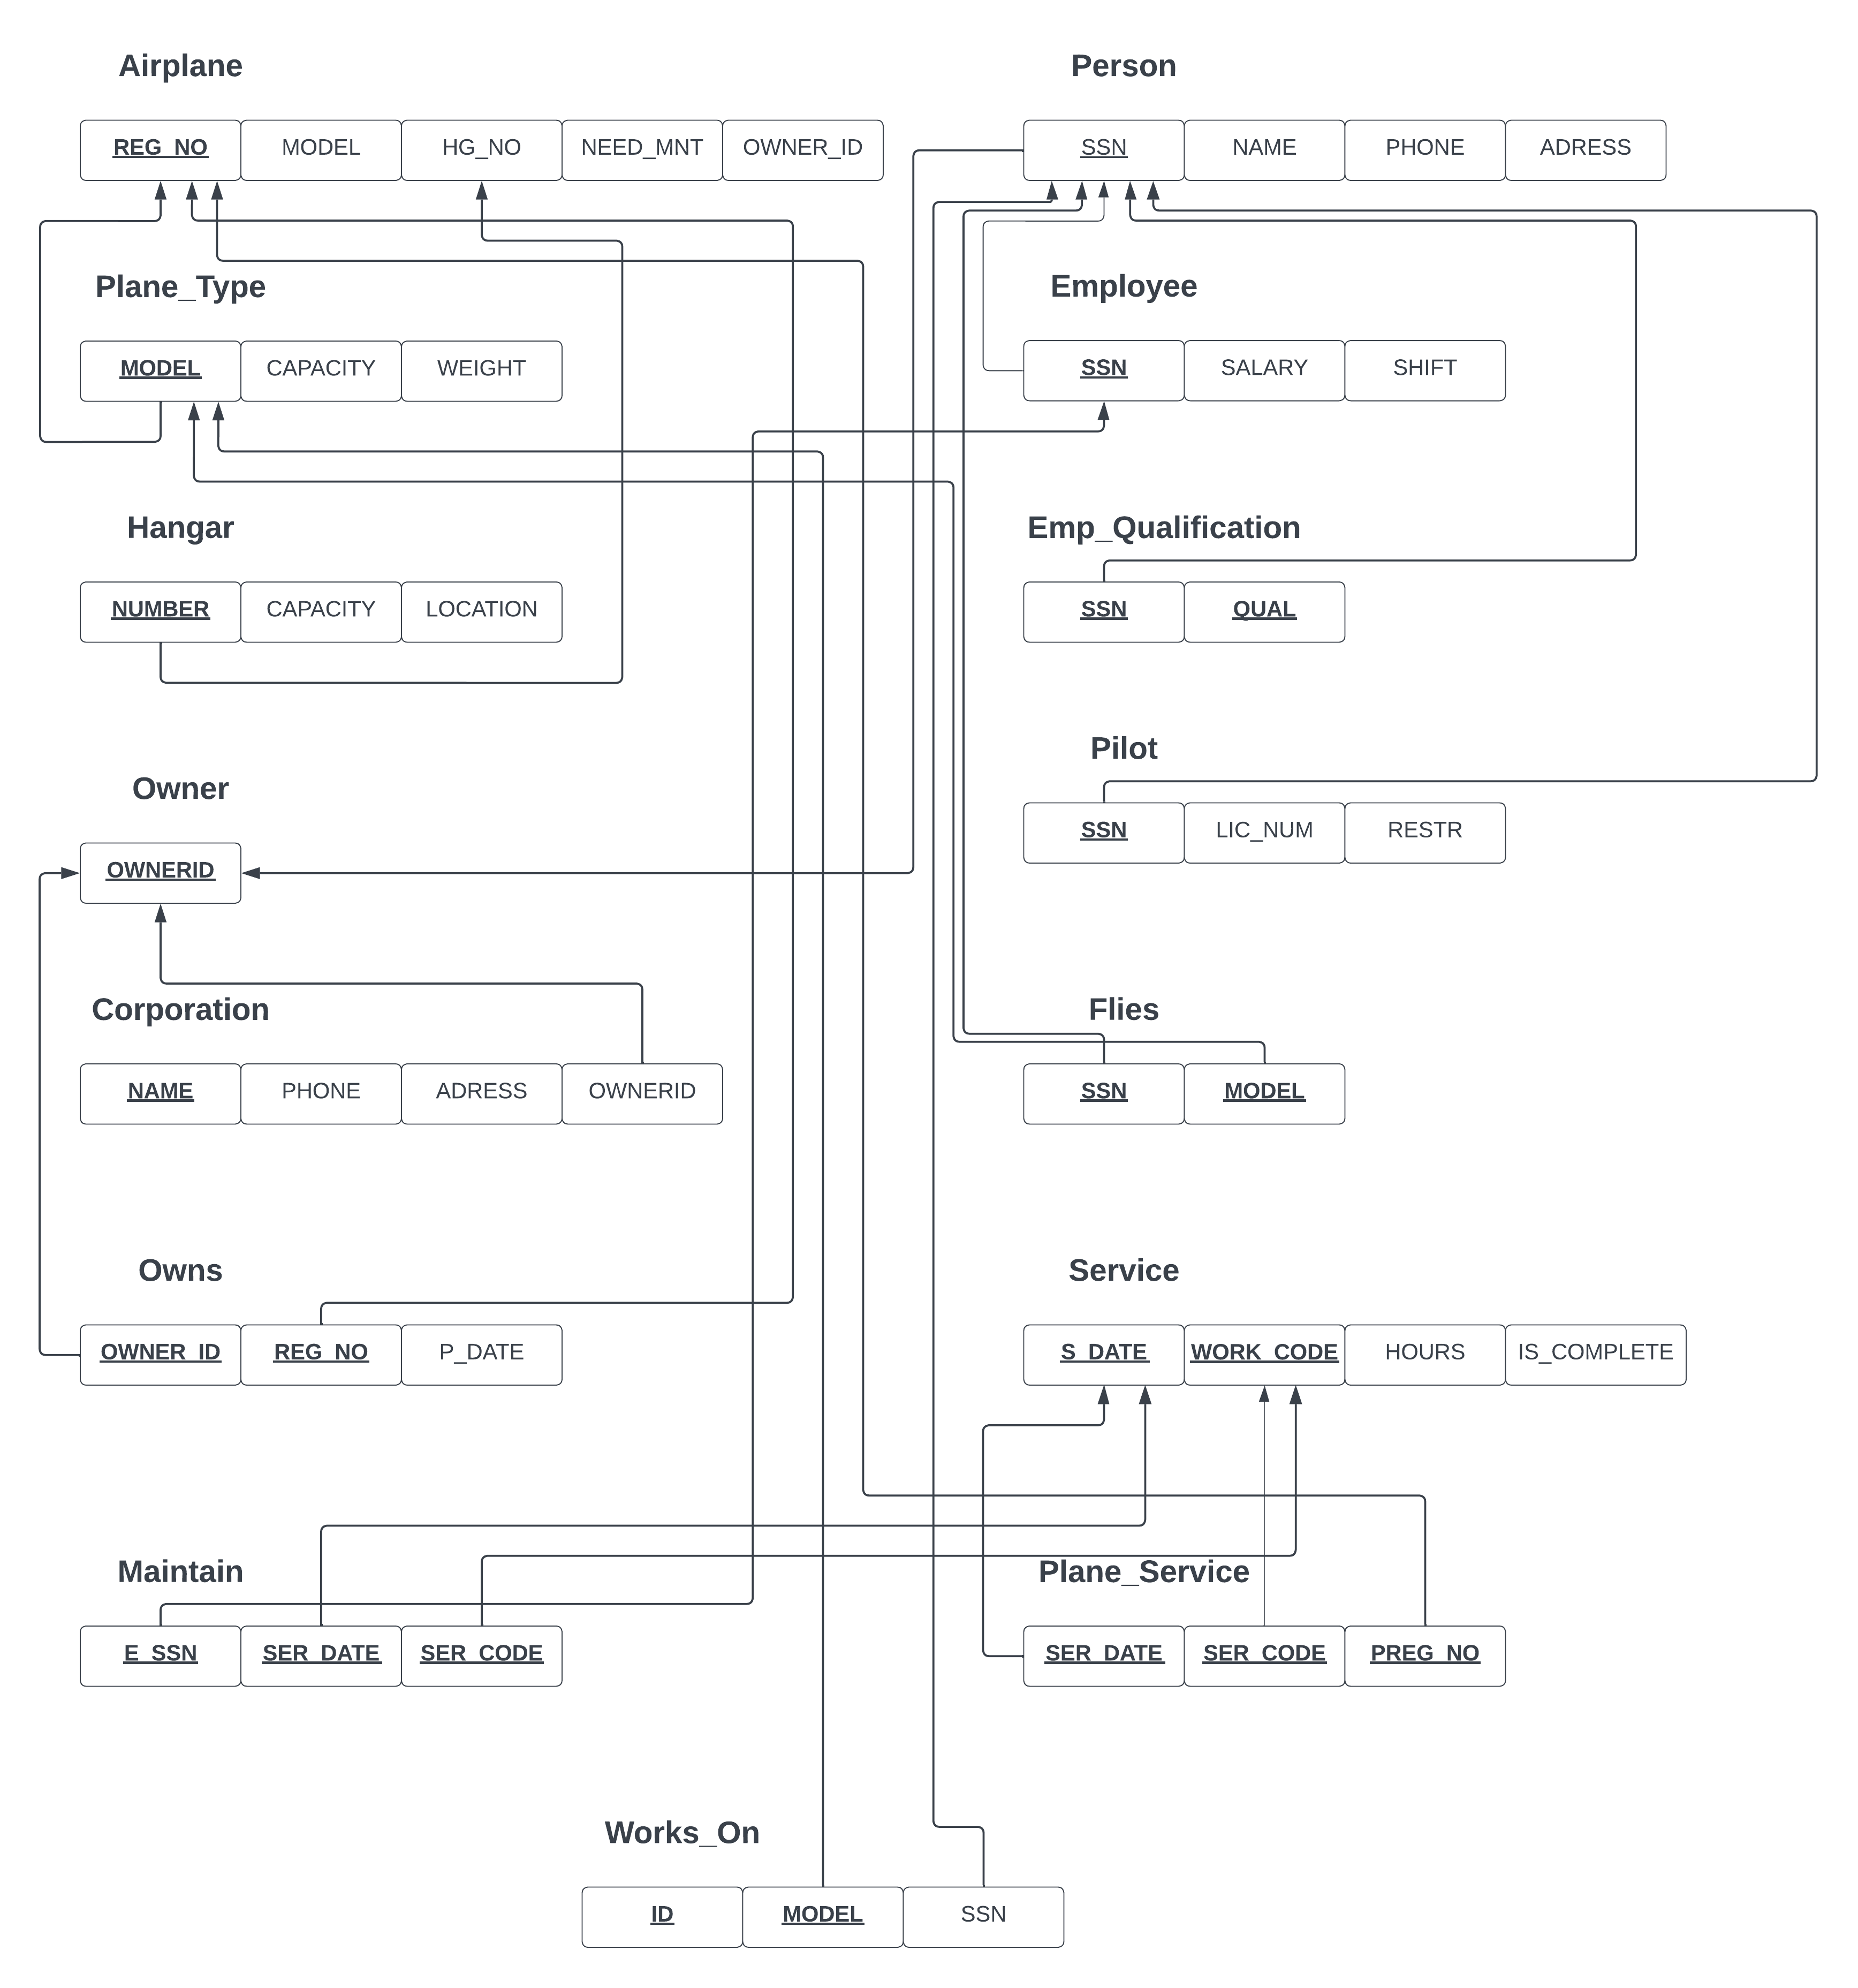 Airplane
REG_NO MODEL HG_NO NEED_MNT OWNER_ID
Person
SSN NAME PHONE ADRESS
Plane_Type
MODEL CAPACITY WEIGHT
Employee
SSN SALARY SHIFT
Hangar
NUMBER CAPACITY LOCATION
Emp_Qualification
SSN QUAL
Pilot
SSN LIC_NUM RESTR
Owner
OWNERID
Corporation
NAME PHONE ADRESS OWNERID
Flies
SSN MODEL
Owns
OWNER_ID REG_NO P_DATE
Service
S_DATE WORK_CODE HOURS IS_COMPLETE
Maintain
E_SSN SER_DATE SER_CODE
Plane_Service
SER_DATE SER_CODE PREG_NO
Works_On
ID MODEL SSN